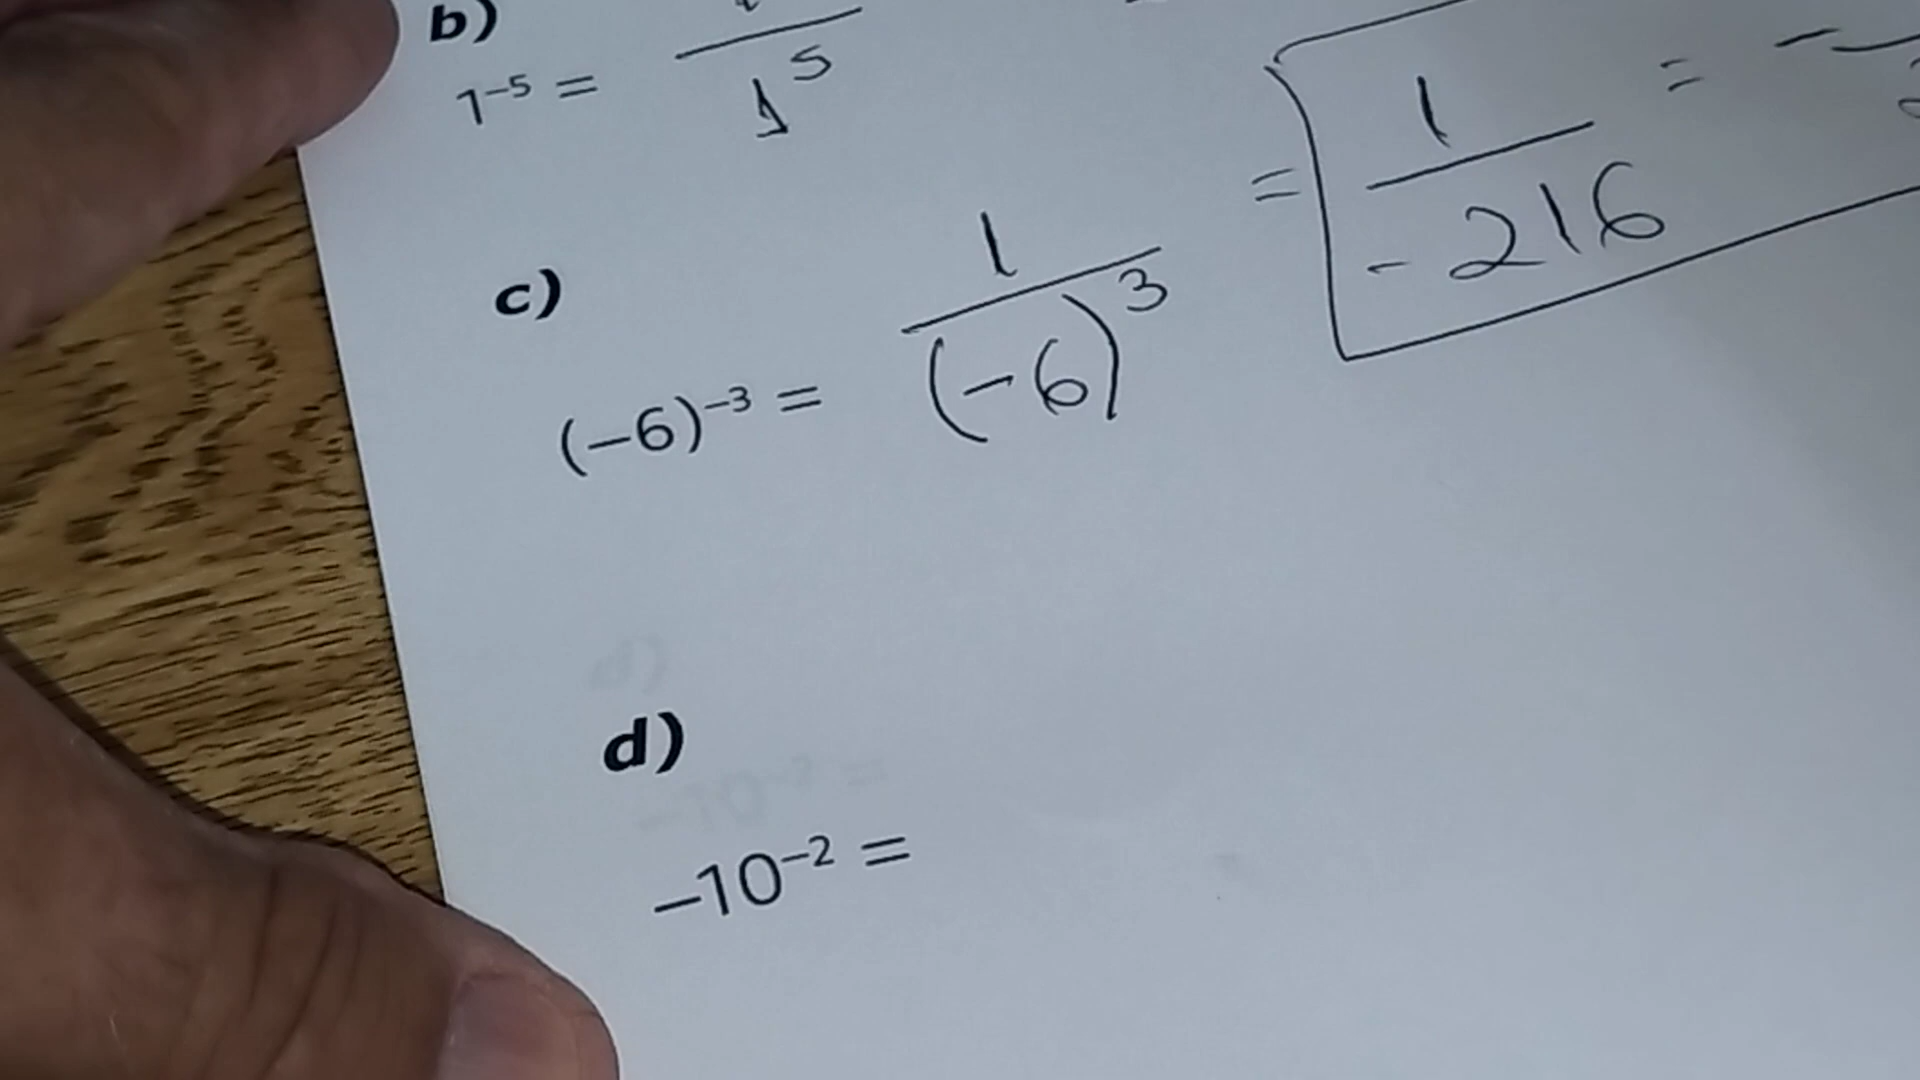 b)
1⁻⁵ = ─ / 1⁵
c)
(−6)⁻³ = 1 / (−6)³ = 1 / −216 = −
d)
−10⁻² =